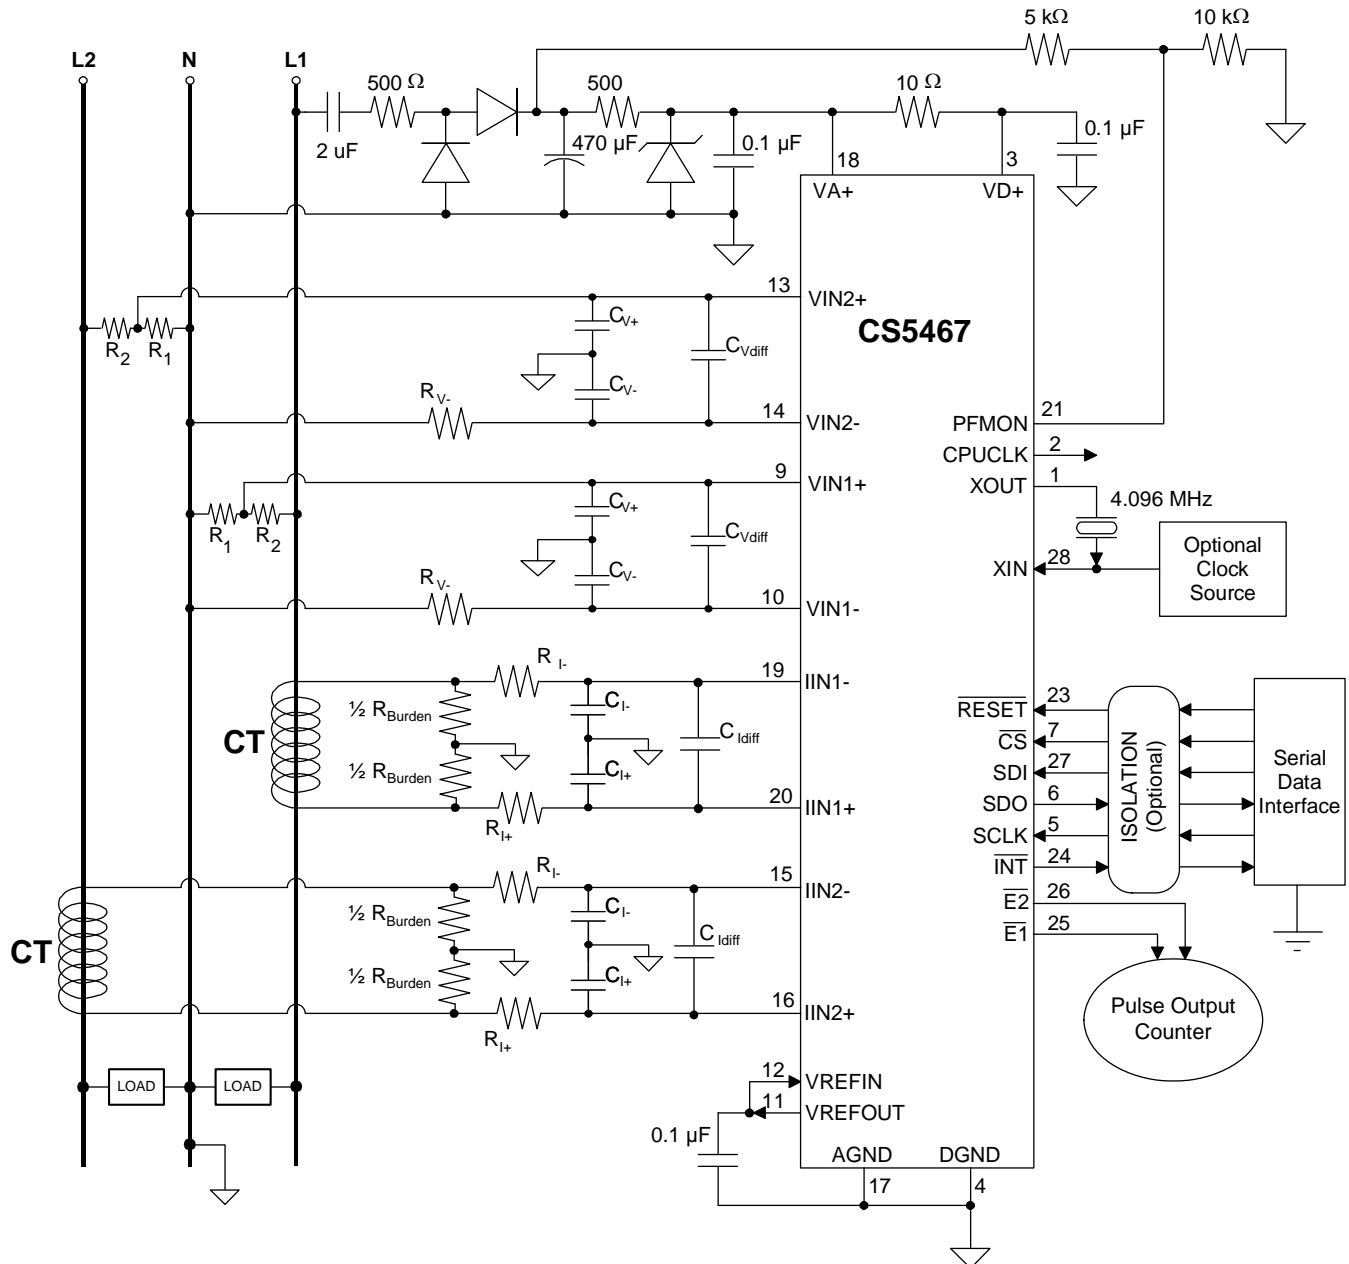 5 kΩ
10 kΩ
L2
N
L1
500 Ω
500
10 Ω
2 uF
470 µF
0.1 µF
0.1 µF
18
3
VA+
VD+
13
VIN2+
CS5467
R2
R1
CV+
CVdiff
CV-
RV-
14
VIN2-
21
PFMON
2
CPUCLK
9
VIN1+
1
XOUT
4.096 MHz
R1
R2
CV+
CVdiff
CV-
Optional
Clock
Source
28
XIN
RV-
10
VIN1-
R I-
19
IIN1-
½ RBurden
CI-
CT
CIdiff
½ RBurden
CI+
20
IIN1+
RI+
23
RESET
7
CS
27
SDI
6
SDO
5
SCLK
24
INT
ISOLATION
(Optional)
Serial
Data
Interface
RI-
15
IIN2-
26
E2
25
E1
½ RBurden
CI-
CT
CIdiff
½ RBurden
CI+
16
IIN2+
RI+
Pulse Output
Counter
LOAD
LOAD
12
VREFIN
11
VREFOUT
0.1 µF
AGND
DGND
17
4